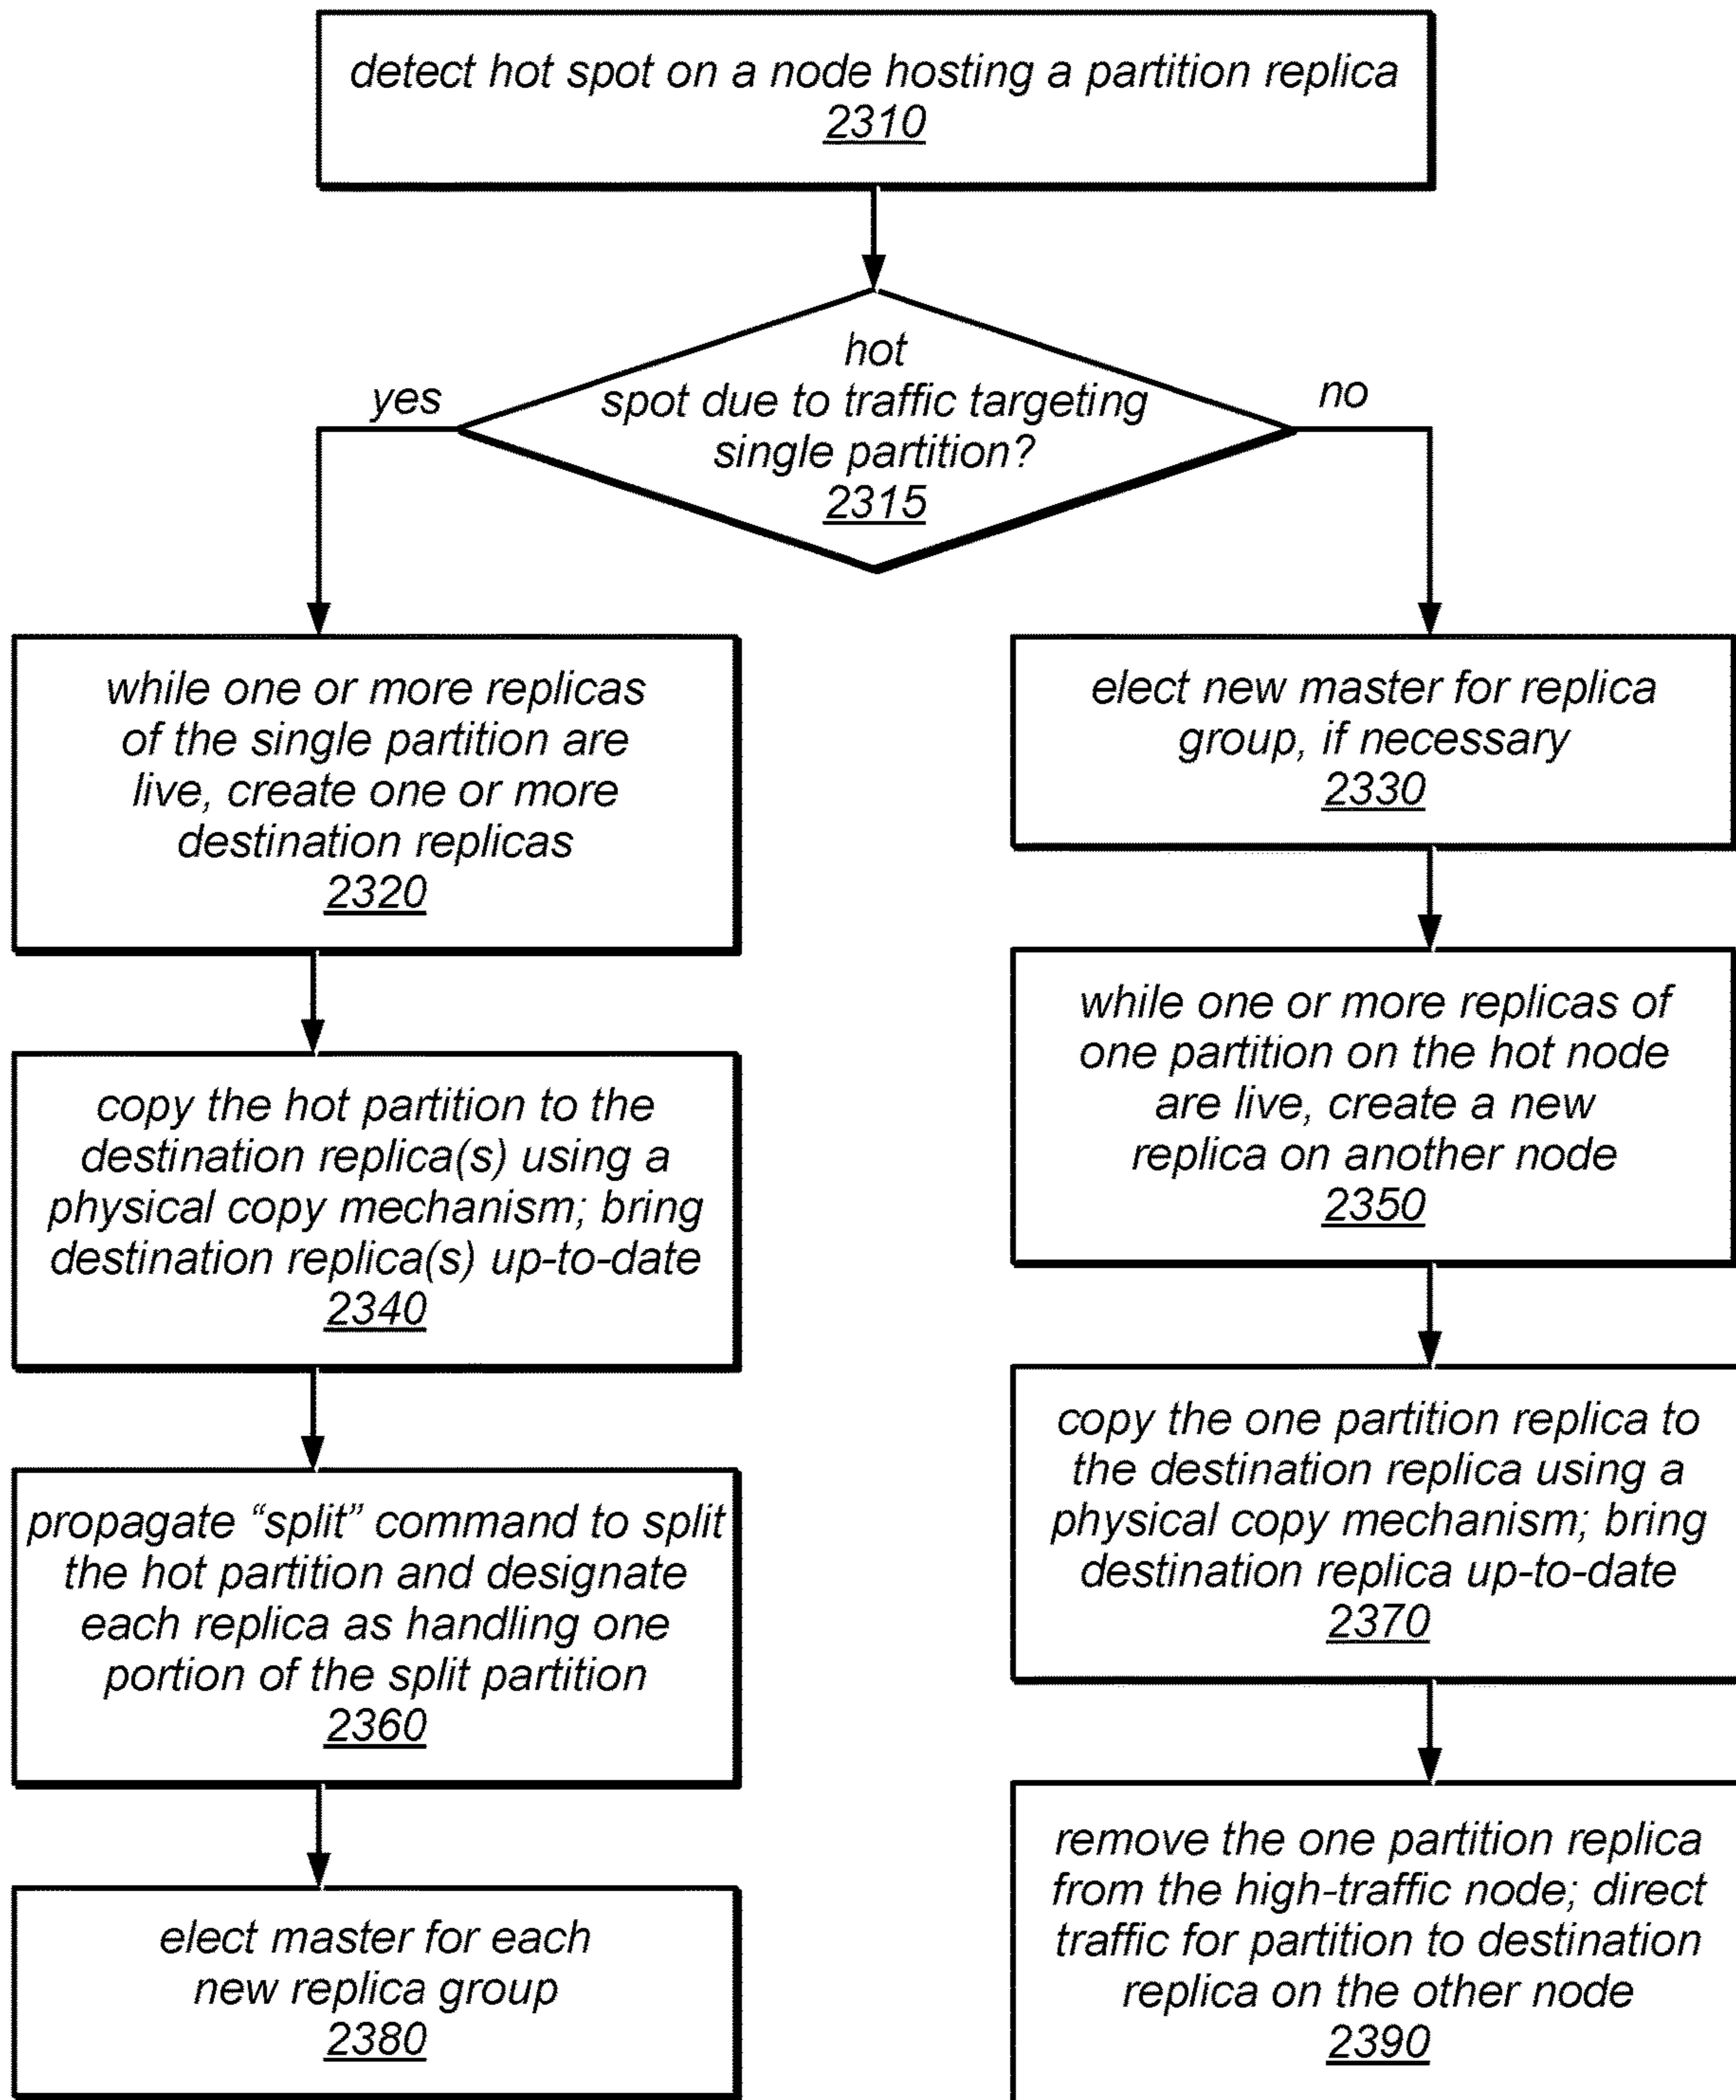 detect hot spot on a node hosting a partition replica
2310
hot
spot due to traffic targeting
single partition?
2315
yes
no
while one or more replicas
of the single partition are
live, create one or more
destination replicas
2320
copy the hot partition to the
destination replica(s) using a
physical copy mechanism; bring
destination replica(s) up-to-date
2340
propagate “split” command to split
the hot partition and designate
each replica as handling one
portion of the split partition
2360
elect master for each
new replica group
2380
elect new master for replica
group, if necessary
2330
while one or more replicas of
one partition on the hot node
are live, create a new
replica on another node
2350
copy the one partition replica to
the destination replica using a
physical copy mechanism; bring
destination replica up-to-date
2370
remove the one partition replica
from the high-traffic node; direct
traffic for partition to destination
replica on the other node
2390